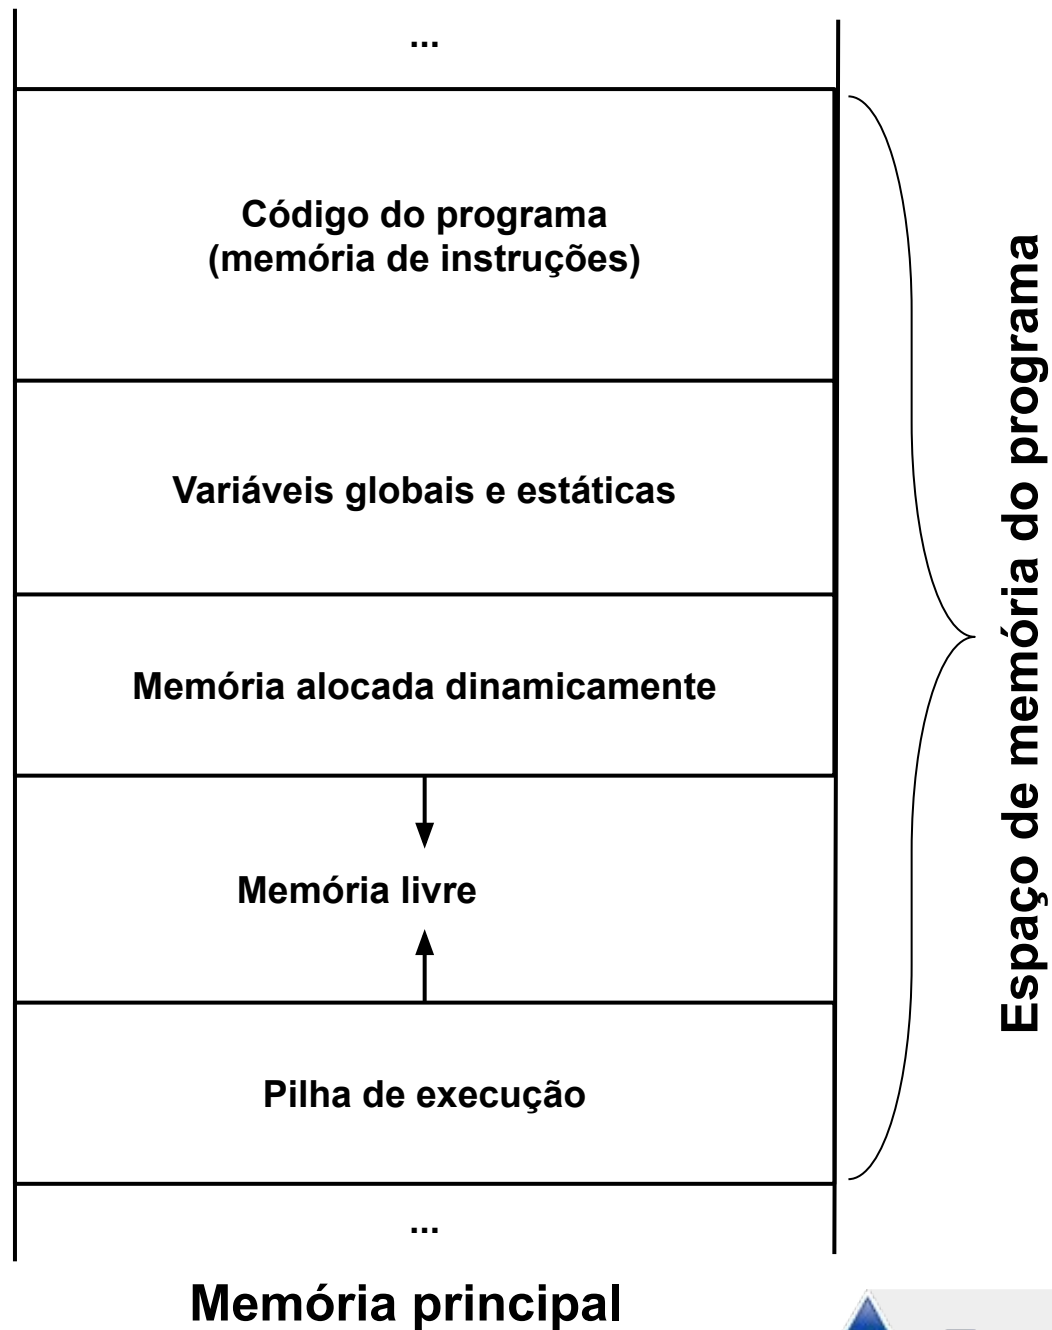 ...
Código do programa
(memória de instruções)
Variáveis globais e estáticas
Memória alocada dinamicamente
Memória livre
Pilha de execução
...
Memória principal
Espaço de memória do programa